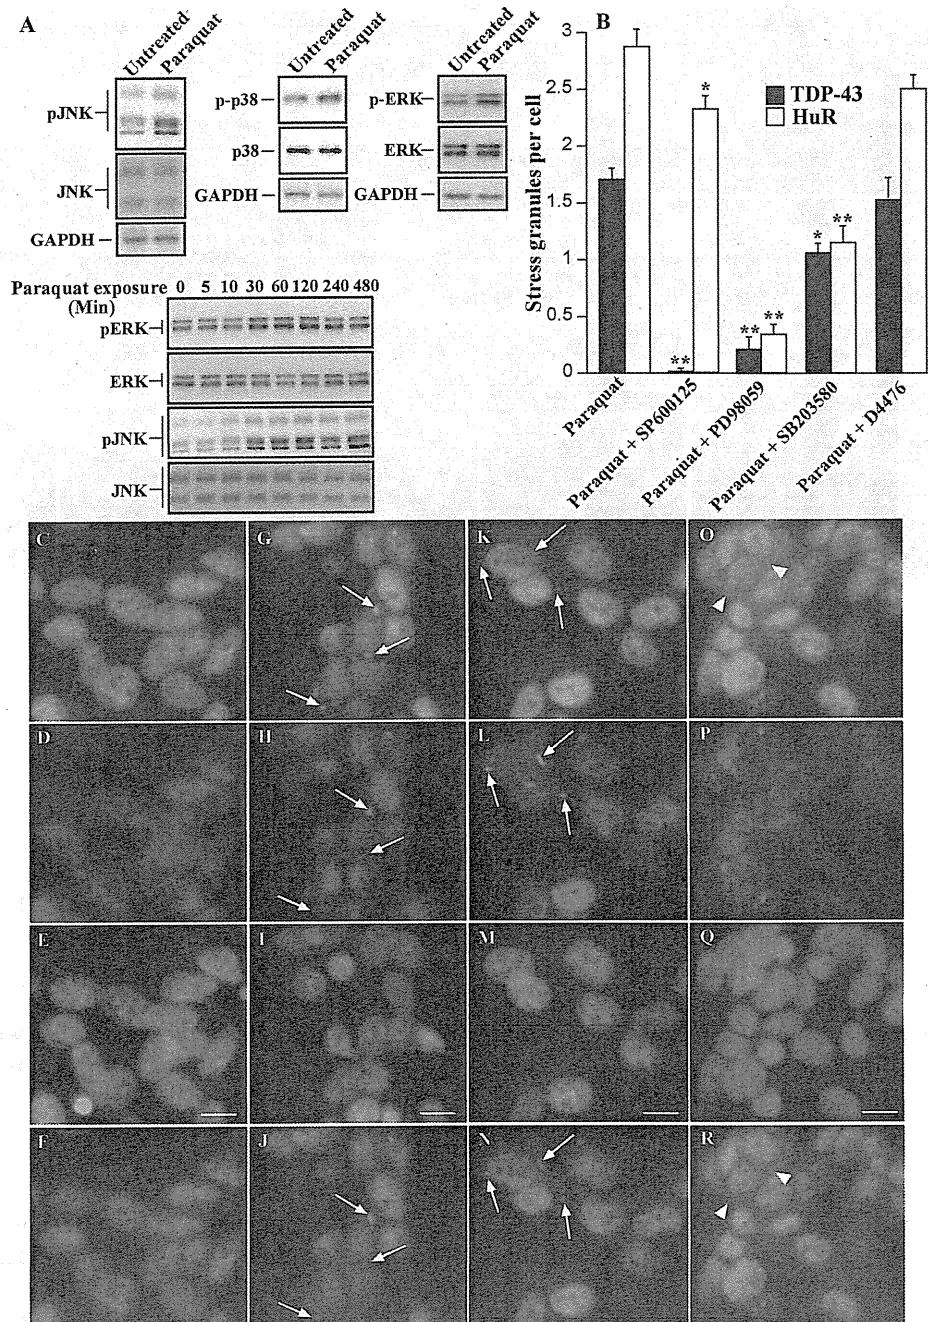 A
Untreated
Paraquat
pJNK
JNK
GAPDH
Untreated
Paraquat
p-p38
p38
GAPDH
Untreated
Paraquat
p-ERK
ERK
GAPDH
Paraquat exposure (Min)
0 5 10 30 60 120 240 480
pERK
ERK
pJNK
JNK
B
Stress granules per cell
3
2.5
2
1.5
1
0.5
0
TDP-43
HuR
*
**
**
**
*
**
Paraquat
Paraquat + SP600125
Paraquat + PD98059
Paraquat + SB203580
Paraquat + D4476
C
G
K
O
D
H
L
P
E
I
M
Q
F
J
N
R